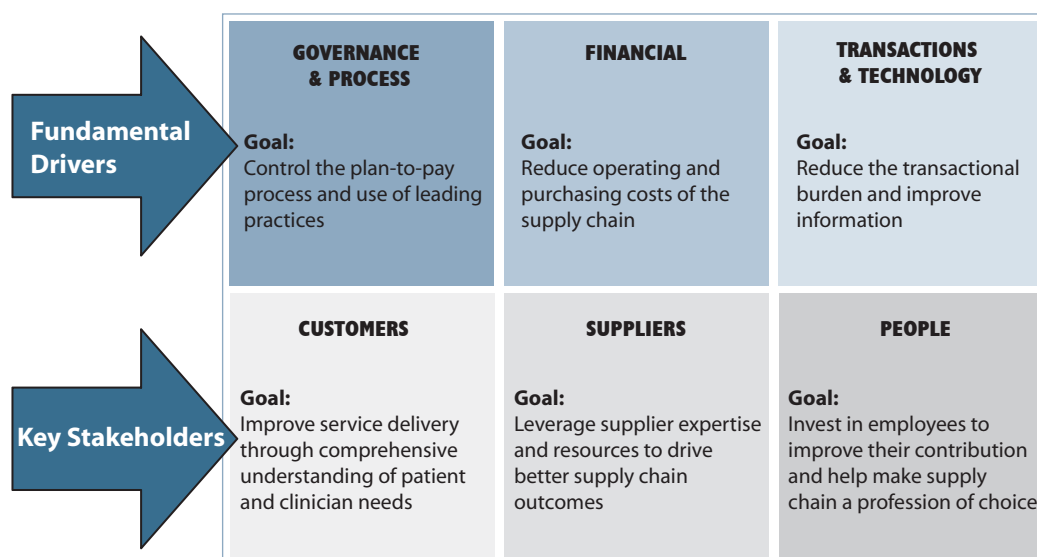 Fundamental
Drivers
GOVERNANCE
& PROCESS
Goal:
Control the plan-to-pay
process and use of leading
practices
FINANCIAL
Goal:
Reduce operating and
purchasing costs of the
supply chain
TRANSACTIONS
& TECHNOLOGY
Goal:
Reduce the transactional
burden and improve
information
Key Stakeholders
CUSTOMERS
Goal:
Improve service delivery
through comprehensive
understanding of patient
and clinician needs
SUPPLIERS
Goal:
Leverage supplier expertise
and resources to drive
better supply chain
outcomes
PEOPLE
Goal:
Invest in employees to
improve their contribution
and help make supply
chain a profession of choice